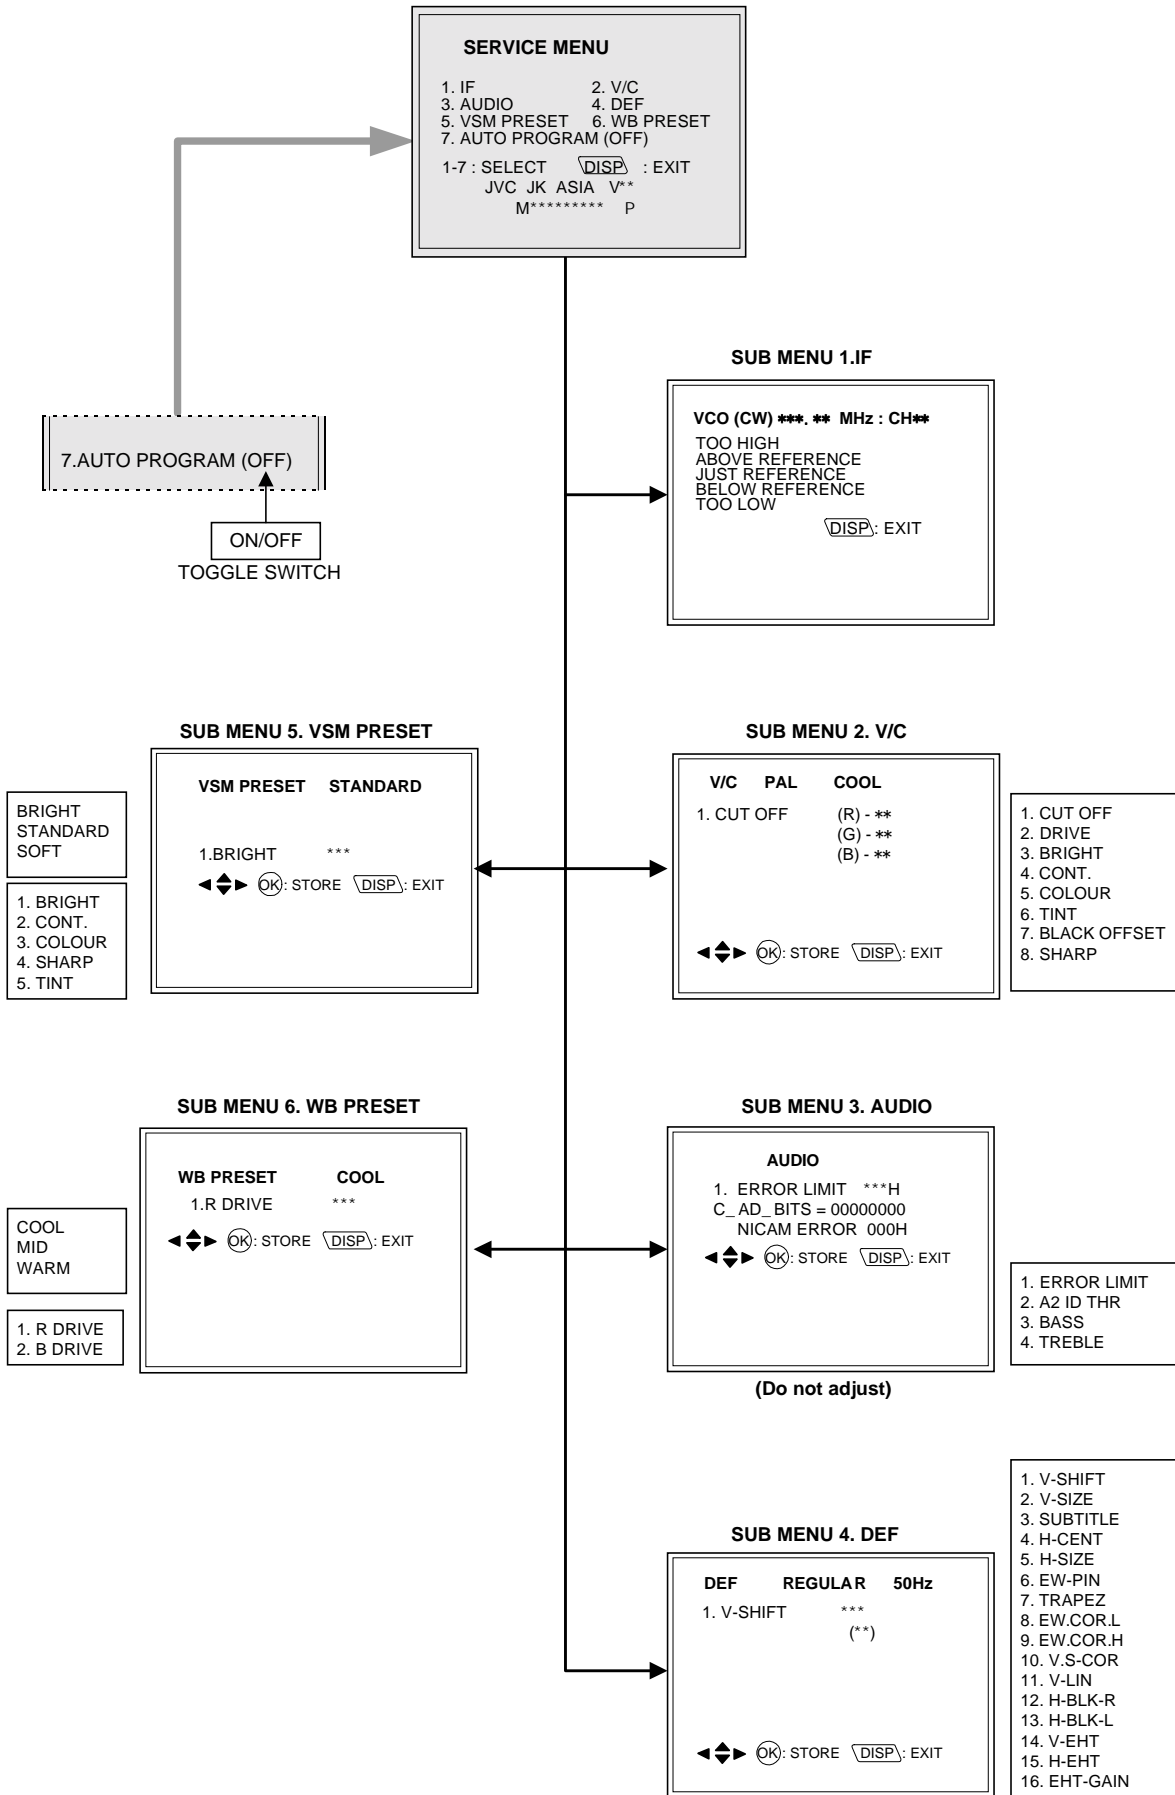 SERVICE MENU
1. IF 2. V/C
3. AUDIO 4. DEF
5. VSM PRESET 6. WB PRESET
7. AUTO PROGRAM (OFF)
1-7 : SELECT DISP : EXIT
JVC JK ASIA V**
M********* P
7.AUTO PROGRAM (OFF)
ON/OFF
TOGGLE SWITCH
SUB MENU 1.IF
VCO (CW) ***. ** MHz : CH**
TOO HIGH
ABOVE REFERENCE
JUST REFERENCE
BELOW REFERENCE
TOO LOW
DISP : EXIT
SUB MENU 5. VSM PRESET
VSM PRESET STANDARD
1.BRIGHT ***
OK : STORE DISP : EXIT
BRIGHT
STANDARD
SOFT
1. BRIGHT
2. CONT.
3. COLOUR
4. SHARP
5. TINT
SUB MENU 2. V/C
V/C PAL COOL
1. CUT OFF (R) - **
(G) - **
(B) - **
OK : STORE DISP : EXIT
1. CUT OFF
2. DRIVE
3. BRIGHT
4. CONT.
5. COLOUR
6. TINT
7. BLACK OFFSET
8. SHARP
SUB MENU 6. WB PRESET
WB PRESET COOL
1.R DRIVE ***
OK : STORE DISP : EXIT
COOL
MID
WARM
1. R DRIVE
2. B DRIVE
SUB MENU 3. AUDIO
AUDIO
1. ERROR LIMIT ***H
C_ AD_ BITS = 00000000
NICAM ERROR 000H
OK : STORE DISP : EXIT
(Do not adjust)
1. ERROR LIMIT
2. A2 ID THR
3. BASS
4. TREBLE
SUB MENU 4. DEF
DEF REGULAR 50Hz
1. V-SHIFT ***
(**)
OK : STORE DISP : EXIT
1. V-SHIFT
2. V-SIZE
3. SUBTITLE
4. H-CENT
5. H-SIZE
6. EW-PIN
7. TRAPEZ
8. EW.COR.L
9. EW.COR.H
10. V.S-COR
11. V-LIN
12. H-BLK-R
13. H-BLK-L
14. V-EHT
15. H-EHT
16. EHT-GAIN